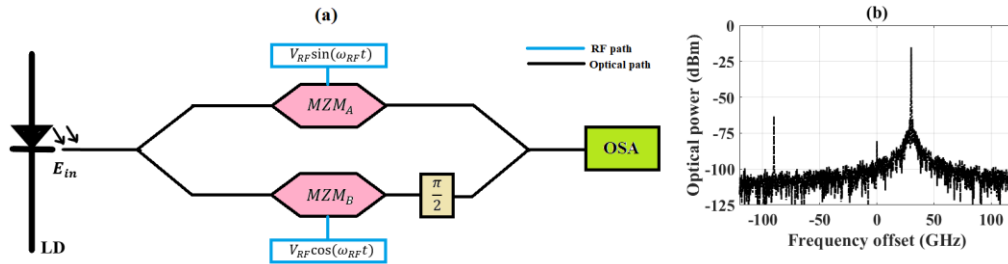 (a)
V_RF sin(ω_RF t)
MZM_A
RF path
Optical path
E_in
OSA
π/2
MZM_B
V_RF cos(ω_RF t)
LD
(b)
Optical power (dBm)
0
-25
-50
-75
-100
-125
-100 -50 0 50 100
Frequency offset (GHz)